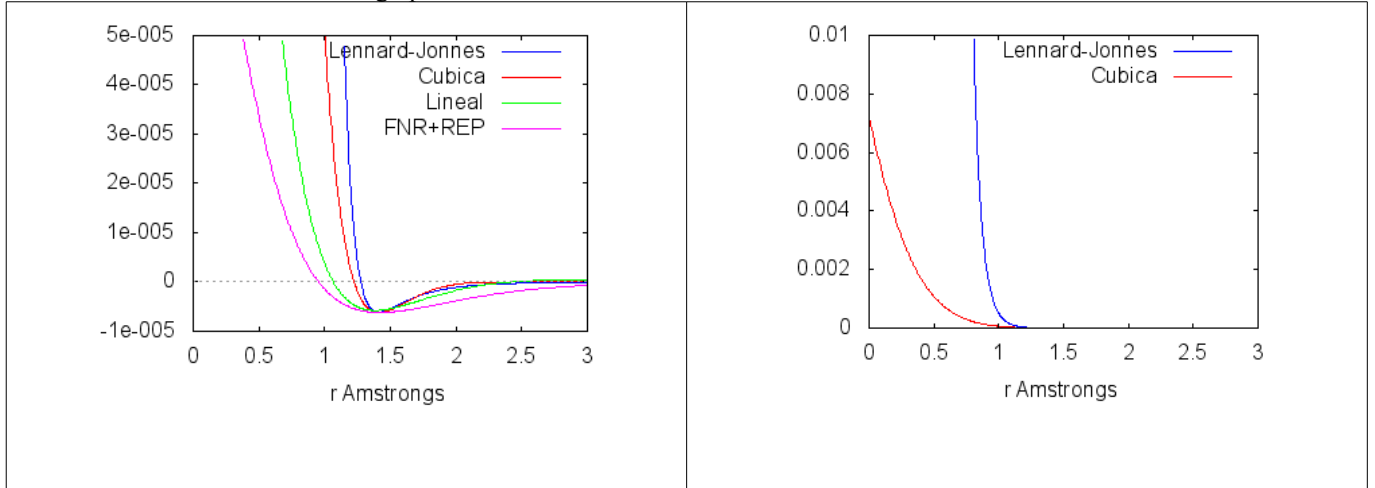 5e-005
4e-005
3e-005
2e-005
1e-005
0
-1e-005
Lennard-Jonnes
Cubica
Lineal
FNR+REP
0 0.5 1 1.5 2 2.5 3
r Amstrongs
0.01
0.008
0.006
0.004
0.002
0
Lennard-Jonnes
Cubica
0 0.5 1 1.5 2 2.5 3
r Amstrongs